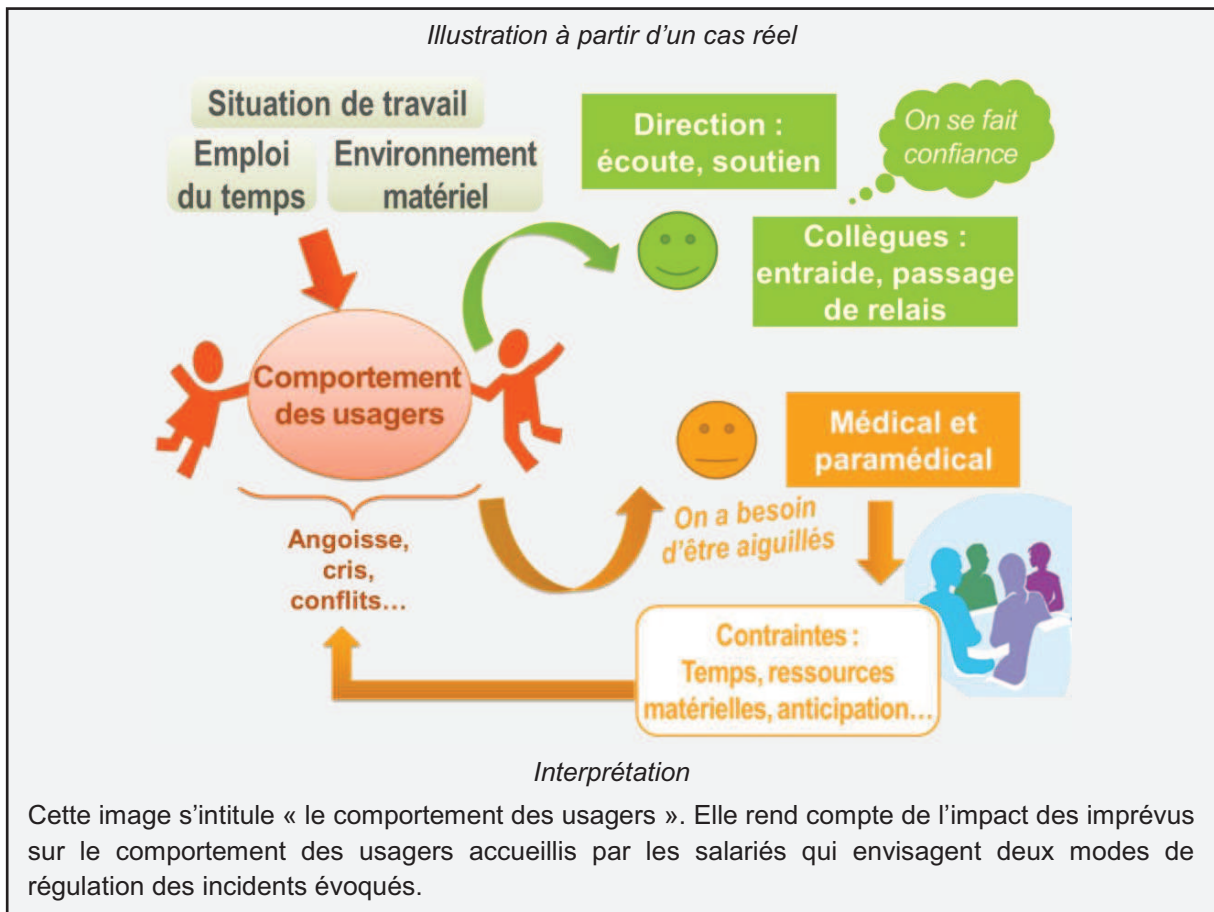 Illustration à partir d’un cas réel
Situation de travail
Emploi
du temps
Environnement
matériel
Direction :
écoute, soutien
On se fait
confiance
Collègues :
entraide, passage
de relais
Comportement
des usagers
Médical et
paramédical
On a besoin
d’être aiguillés
Angoisse,
cris,
conflits…
Contraintes :
Temps, ressources
matérielles, anticipation…
Interprétation
Cette image s’intitule « le comportement des usagers ». Elle rend compte de l’impact des imprévus
sur le comportement des usagers accueillis par les salariés qui envisagent deux modes de
régulation des incidents évoqués.